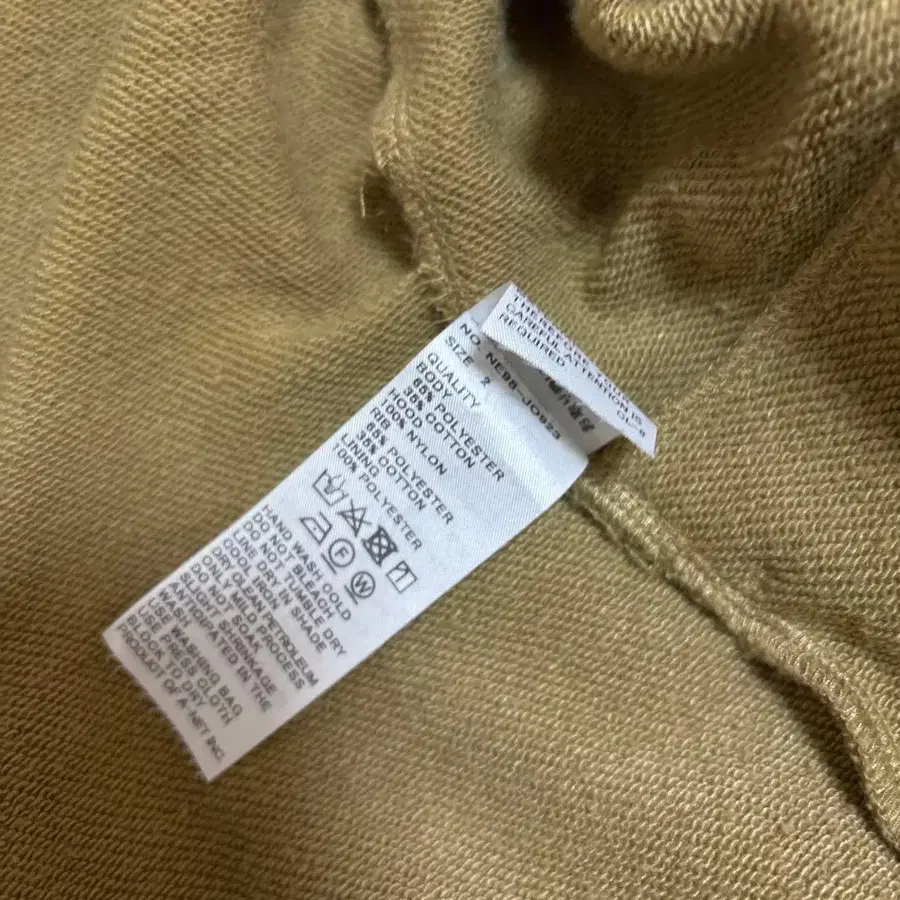 THEREFORE
CAREFUL ATTENTION IS
REQUIRED
NO. NE98-JO923
SIZE 2
QUALITY
BODY
65% POLYESTER
35% COTTON
HOOD
100% NYLON
RIB
65% POLYESTER
35% COTTON
LINING
100% POLYESTER
HAND WASH COLD
DO NOT BLEACH
DO NOT TUMBLE DRY
LINE DRY IN SHADE
COOL IRON
DRY CLEAN PETROLEUM
ONLY MILD PROCESS
DO NOT SOAK
SLIGHT SHRINKAGE
ANTICIPATED IN THE
WASH
USE WASHING BAG
USE PRESS CLOTH
BLOCK TO DRY
PRODUCT OF A.NET INC.